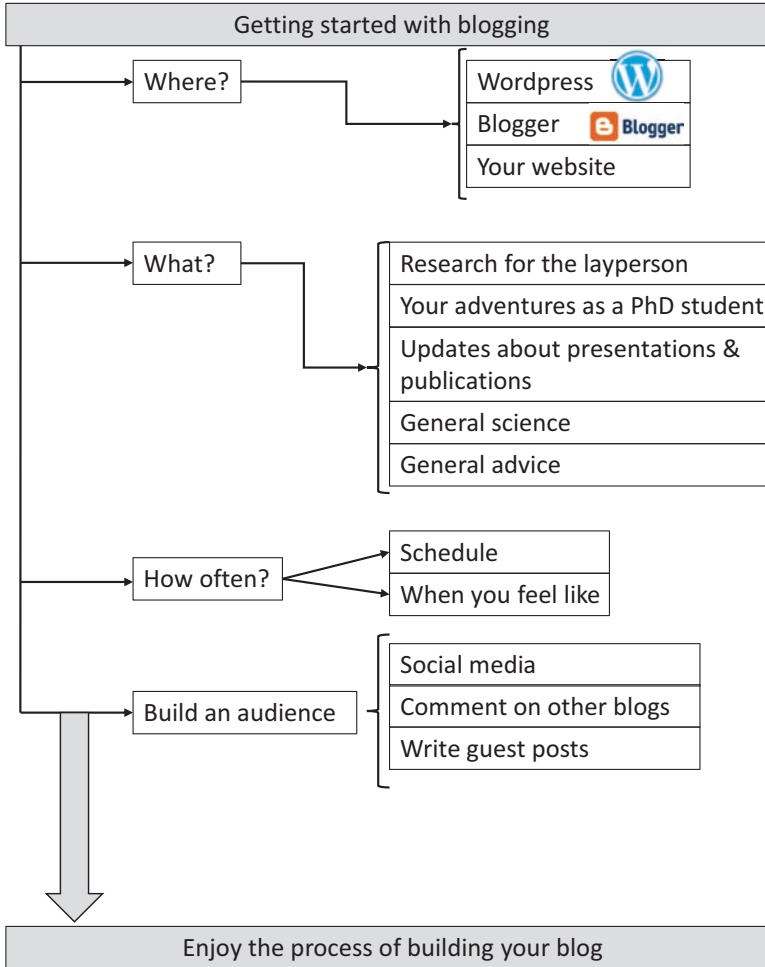 Getting started with blogging
Where?
Wordpress
Blogger
Blogger
Your website
What?
Research for the layperson
Your adventures as a PhD student
Updates about presentations &
publications
General science
General advice
How often?
Schedule
When you feel like
Build an audience
Social media
Comment on other blogs
Write guest posts
Enjoy the process of building your blog